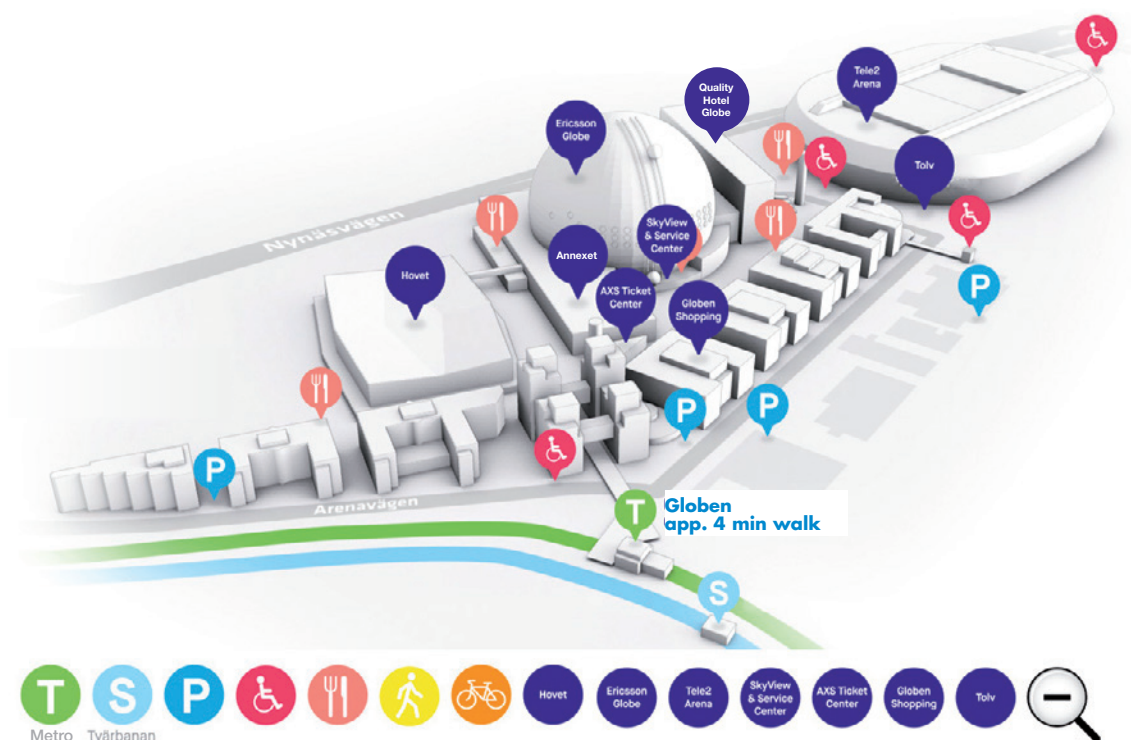 Tele2
Arena
Quality
Hotel
Globe
Ericsson
Globe
Tolv
Nynäsvägen
SkyView
& Service
Center
Annexet
Hovet
AXS Ticket
Center
Globen
Shopping
P
P
P
P
Arenavägen
T
Globen
app. 4 min walk
S
T
S
P
Hovet
Ericsson
Globe
Tele2
Arena
SkyView
& Service
Center
AXS Ticket
Center
Globen
Shopping
Tolv
Metro
Tvärbanan